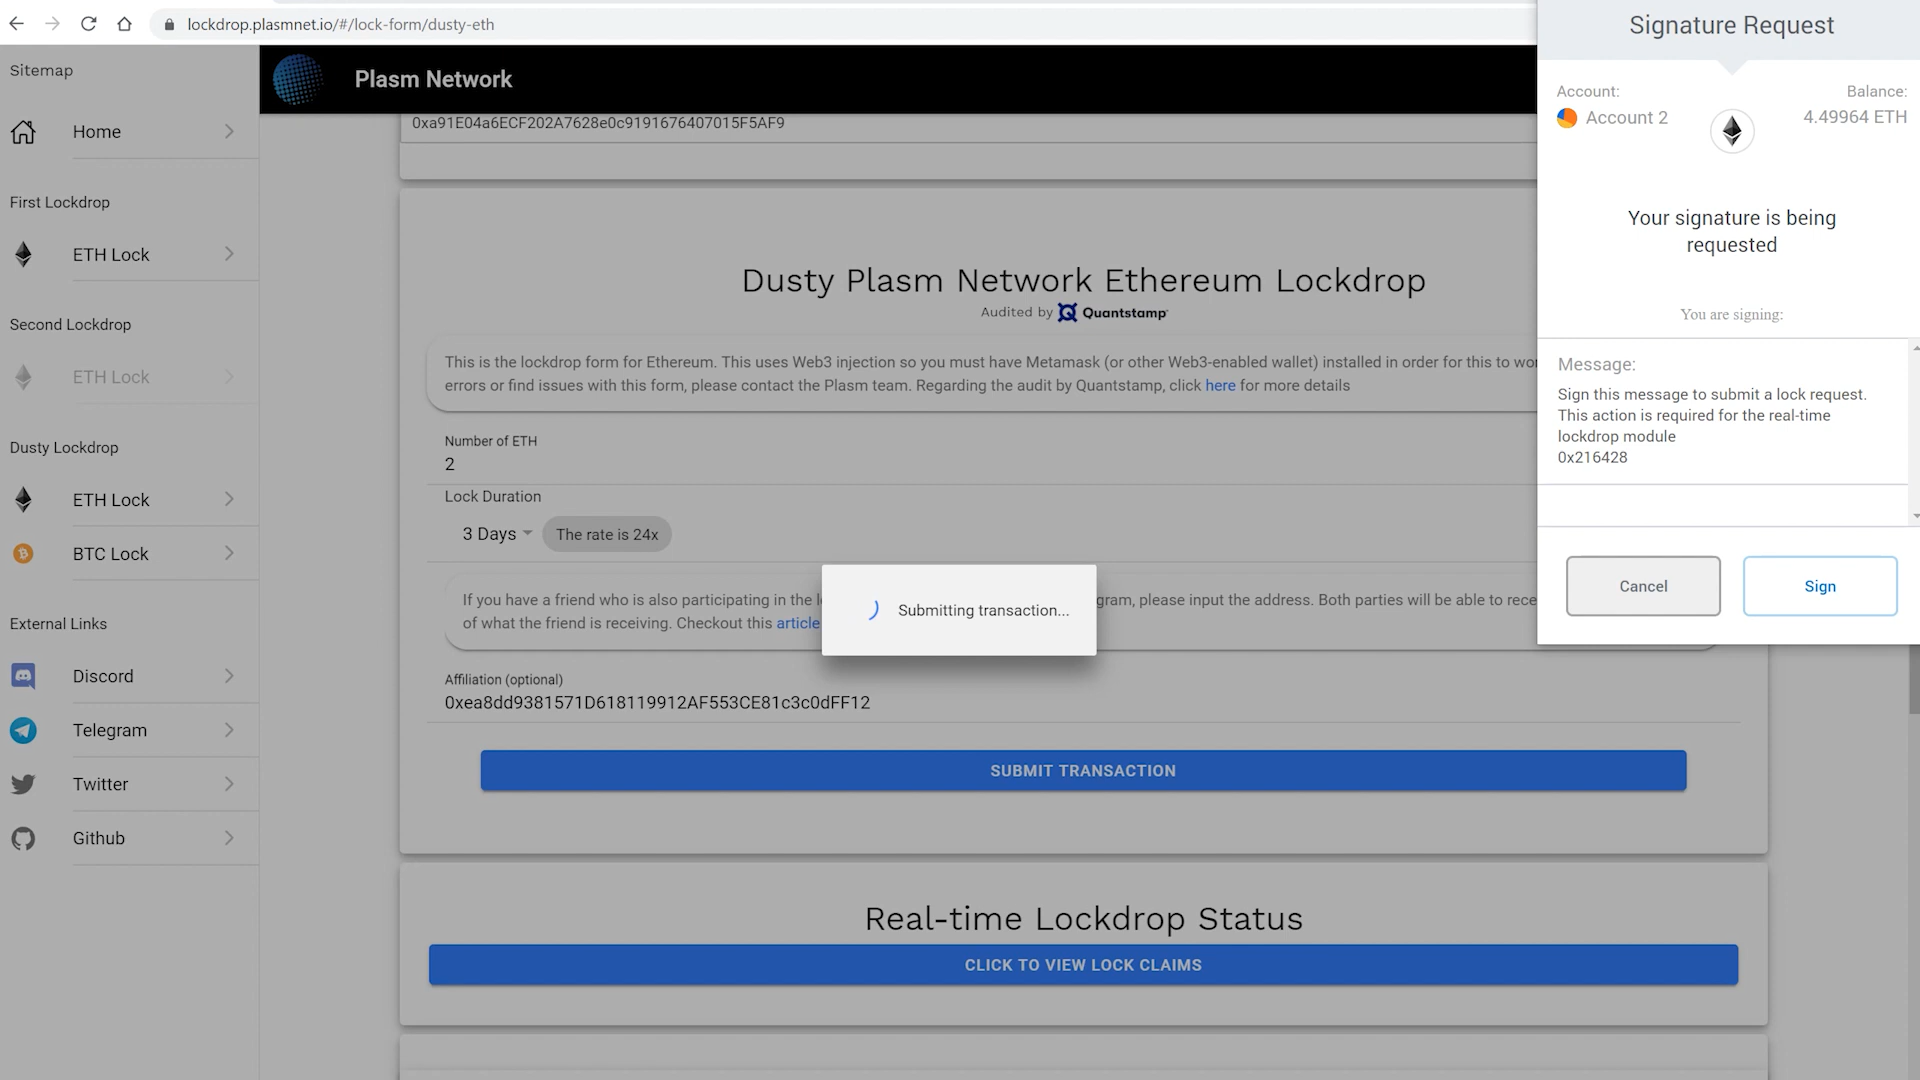 lockdrop.plasmnet.io/#/lock-form/dusty-eth
Sitemap
Home
First Lockdrop
ETH Lock
Second Lockdrop
ETH Lock
Dusty Lockdrop
ETH Lock
BTC Lock
External Links
Discord
Telegram
Twitter
Github
Plasm Network
0xa91E04a6ECF202A7628e0c9191676407015F5AF9
Dusty Plasm Network Ethereum Lockdrop
Audited by Quantstamp
This is the lockdrop form for Ethereum. This uses Web3 injection so you must have Metamask (or other Web3-enabled wallet) installed in order for this to wo
errors or find issues with this form, please contact the Plasm team. Regarding the audit by Quantstamp, click here for more details
Number of ETH
2
Lock Duration
3 Days The rate is 24x
If you have a friend who is also participating in the l gram, please input the address. Both parties will be able to rece
of what the friend is receiving. Checkout this article
Submitting transaction...
Affiliation (optional)
0xea8dd9381571D618119912AF553CE81c3c0dFF12
SUBMIT TRANSACTION
Real-time Lockdrop Status
CLICK TO VIEW LOCK CLAIMS
Signature Request
Account: Balance:
Account 2 4.49964 ETH
Your signature is being
requested
You are signing:
Message:
Sign this message to submit a lock request.
This action is required for the real-time
lockdrop module
0x216428
Cancel Sign